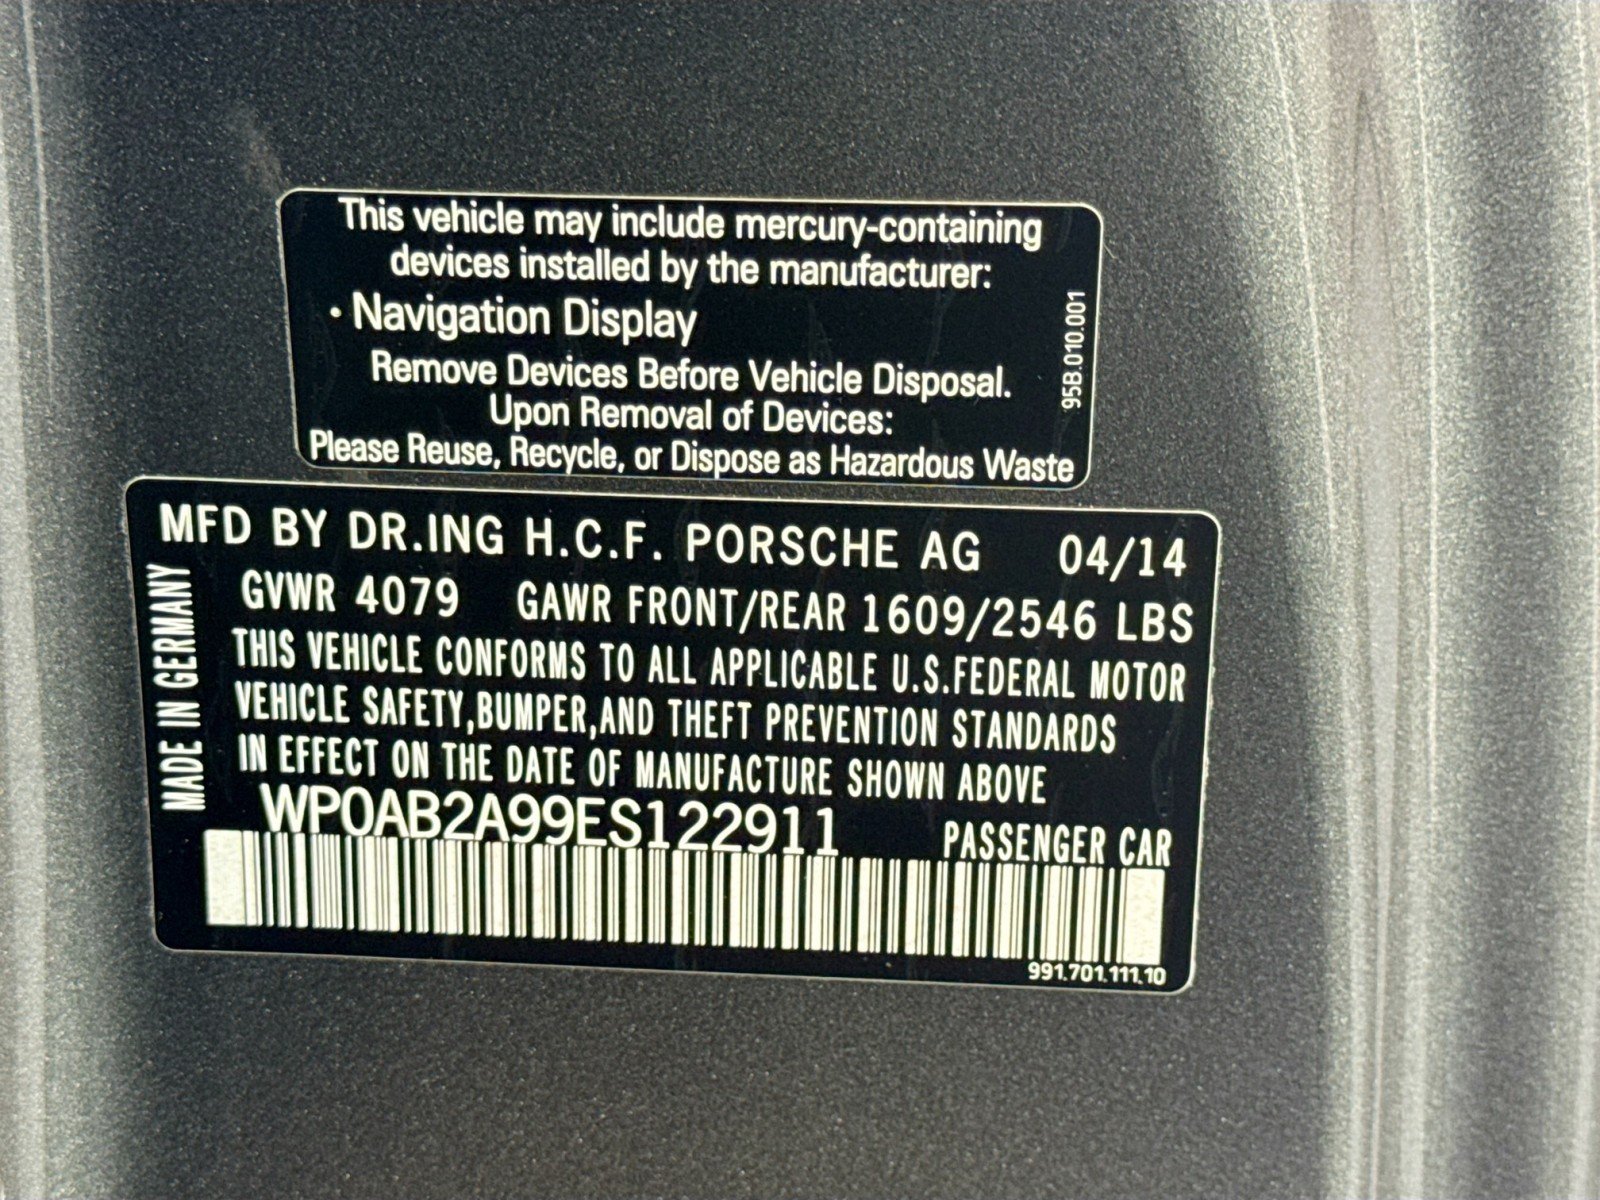 This vehicle may include mercury-containing
devices installed by the manufacturer:
• Navigation Display
Remove Devices Before Vehicle Disposal.
Upon Removal of Devices:
Please Reuse, Recycle, or Dispose as Hazardous Waste
95B.010.001
MFD BY DR.ING H.C.F. PORSCHE AG 04/14
GVWR 4079 GAWR FRONT/REAR 1609/2546 LBS
THIS VEHICLE CONFORMS TO ALL APPLICABLE U.S.FEDERAL MOTOR
VEHICLE SAFETY,BUMPER,AND THEFT PREVENTION STANDARDS
IN EFFECT ON THE DATE OF MANUFACTURE SHOWN ABOVE
WP0AB2A99ES122911 PASSENGER CAR
MADE IN GERMANY
991.701.111.10